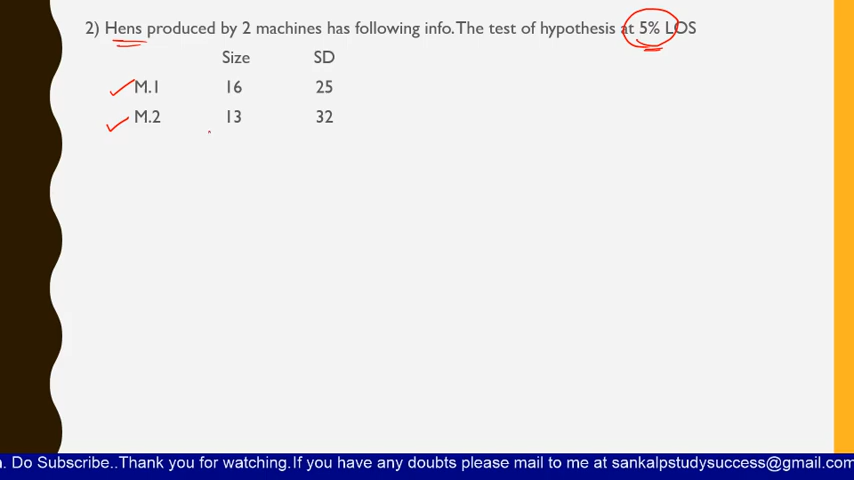 2) Hens produced by 2 machines has following info.The test of hypothesis at 5% LOS
Size SD
M.1 16 25
M.2 13 32
. Do Subscribe..Thank you for watching.If you have any doubts please mail to me at sankalpstudysuccess@gmail.com